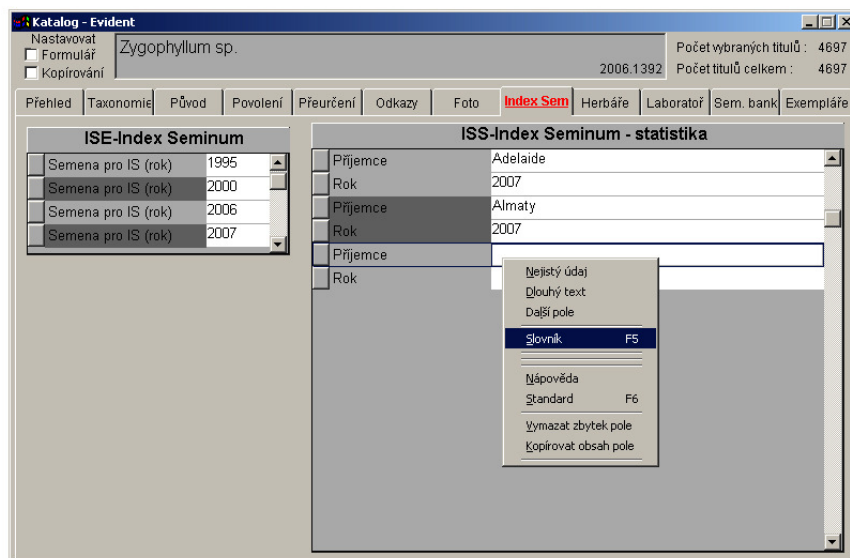 Katalog - Evident
Nastavovat
Formulář
Kopírování
Zygophyllum sp.
2006.1392
Počet vybraných titulů : 4697
Počet titulů celkem : 4697
Přehled Taxonomie Původ Povolení Přeurčení Odkazy Foto Index Sem Herbáře Laboratoř Sem. bank Exempláře
ISE-Index Seminum
Semena pro IS (rok) 1995
Semena pro IS (rok) 2000
Semena pro IS (rok) 2006
Semena pro IS (rok) 2007
ISS-Index Seminum - statistika
Příjemce Adelaide
Rok 2007
Příjemce Almaty
Rok 2007
Příjemce
Rok
Nejistý údaj
Dlouhý text
Další pole
Slovník F5
Nápověda
Standard F6
Vymazat zbytek pole
Kopírovat obsah pole